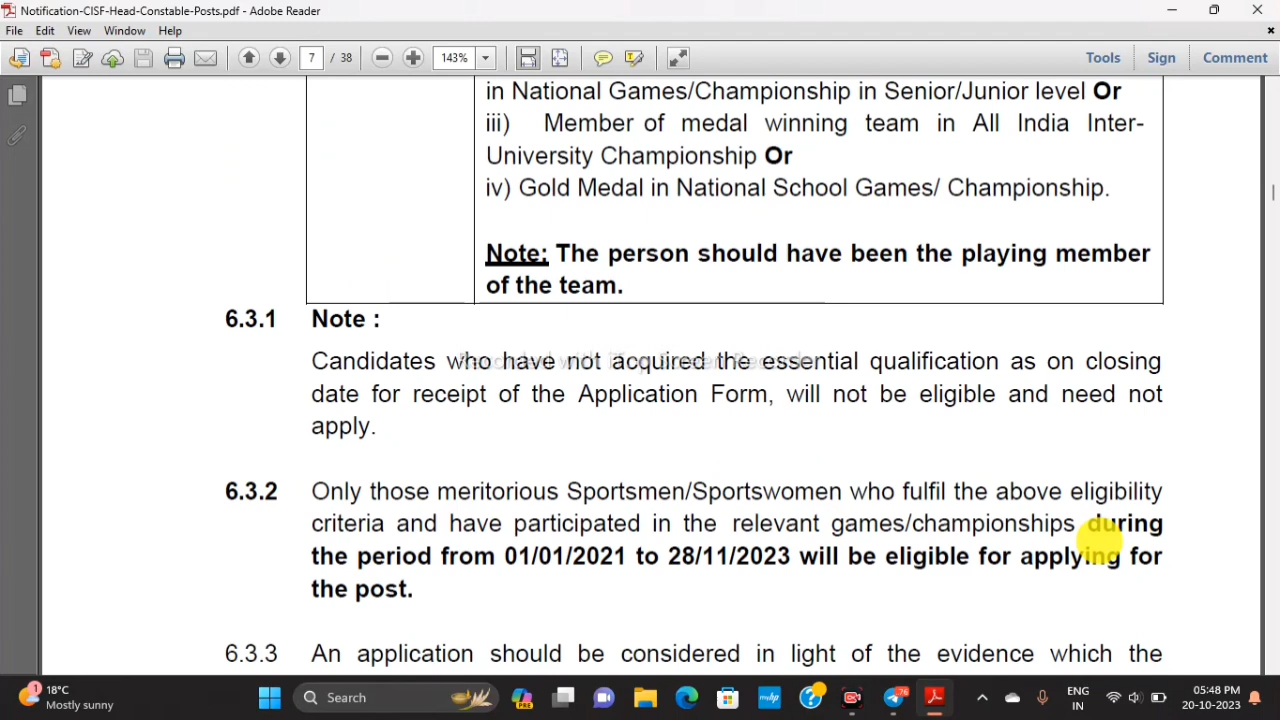 Notification-CISF-Head-Constable-Posts.pdf - Adobe Reader
File Edit View Window Help
7 / 38 143% Tools Sign Comment
in National Games/Championship in Senior/Junior level Or
iii) Member of medal winning team in All India Inter-
University Championship Or
iv) Gold Medal in National School Games/ Championship.
Note: The person should have been the playing member
of the team.
6.3.1 Note :
Recorded with iTop Screen Recorder
Candidates who have not acquired the essential qualification as on closing
date for receipt of the Application Form, will not be eligible and need not
apply.
6.3.2 Only those meritorious Sportsmen/Sportswomen who fulfil the above eligibility
criteria and have participated in the relevant games/championships during
the period from 01/01/2021 to 28/11/2023 will be eligible for applying for
the post.
6.3.3 An application should be considered in light of the evidence which the
1 18°C Search PRE 76 ENG 05:48 PM
Mostly sunny IN 20-10-2023